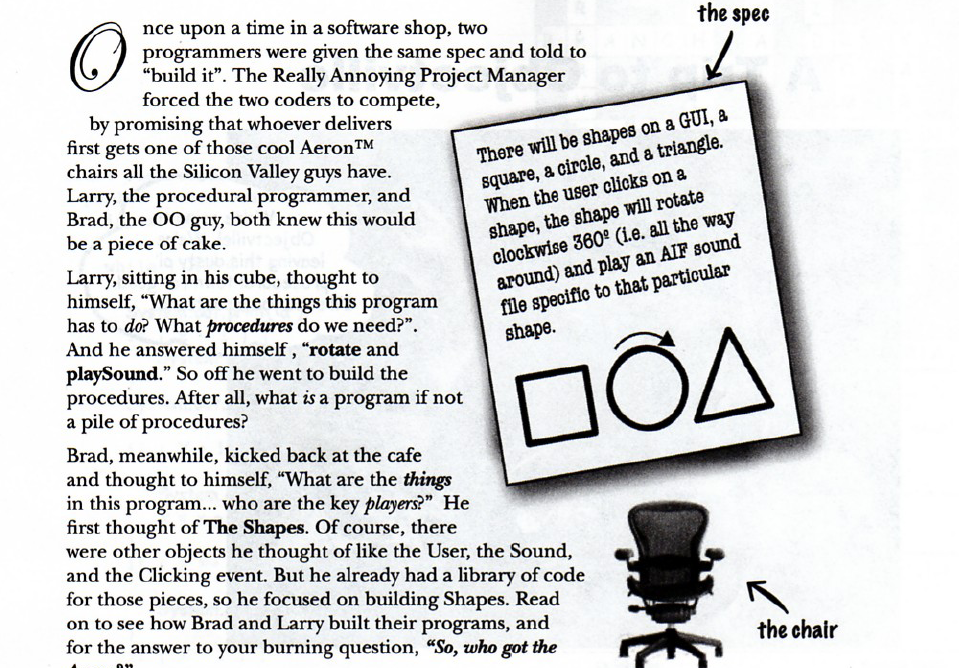 the spec
Once upon a time in a software shop, two
programmers were given the same spec and told to
“build it”. The Really Annoying Project Manager
forced the two coders to compete,
by promising that whoever delivers
first gets one of those cool Aeron™
chairs all the Silicon Valley guys have.
Larry, the procedural programmer, and
Brad, the OO guy, both knew this would
be a piece of cake.
Larry, sitting in his cube, thought to
himself, “What are the things this program
has to do? What procedures do we need?”.
And he answered himself , “rotate and
playSound.” So off he went to build the
procedures. After all, what is a program if not
a pile of procedures?
Brad, meanwhile, kicked back at the cafe
and thought to himself, “What are the things
in this program... who are the key players?” He
first thought of The Shapes. Of course, there
were other objects he thought of like the User, the Sound,
and the Clicking event. But he already had a library of code
for those pieces, so he focused on building Shapes. Read
on to see how Brad and Larry built their programs, and
for the answer to your burning question, “So, who got the
There will be shapes on a GUI, a
square, a circle, and a triangle.
When the user clicks on a
shape, the shape will rotate
clockwise 360º (i.e. all the way
around) and play an AIF sound
file specific to that particular
shape.
the chair